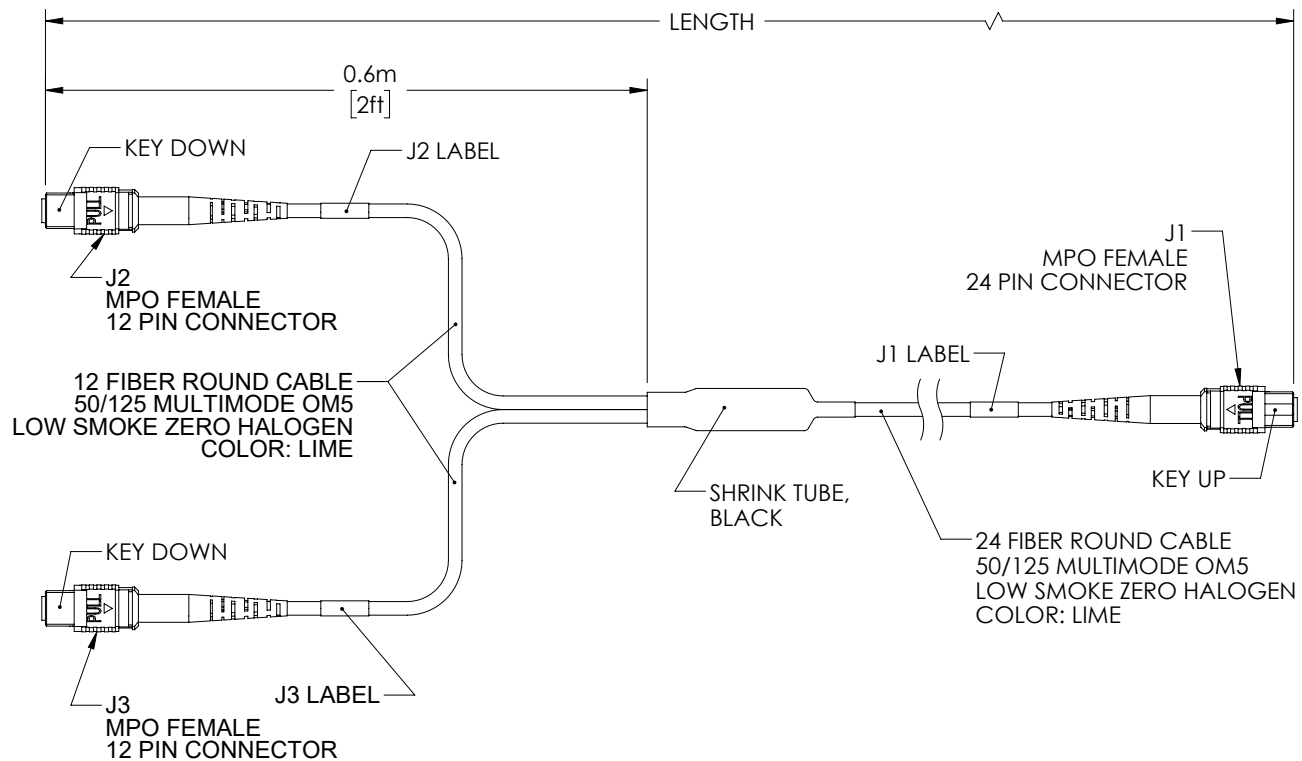 LENGTH
0.6m
[2ft]
KEY DOWN
J2 LABEL
PULL
J2
MPO FEMALE
12 PIN CONNECTOR
J1
MPO FEMALE
24 PIN CONNECTOR
12 FIBER ROUND CABLE
50/125 MULTIMODE OM5
LOW SMOKE ZERO HALOGEN
COLOR: LIME
J1 LABEL
PULL
KEY UP
SHRINK TUBE,
BLACK
24 FIBER ROUND CABLE
50/125 MULTIMODE OM5
LOW SMOKE ZERO HALOGEN
COLOR: LIME
KEY DOWN
PULL
J3 LABEL
J3
MPO FEMALE
12 PIN CONNECTOR